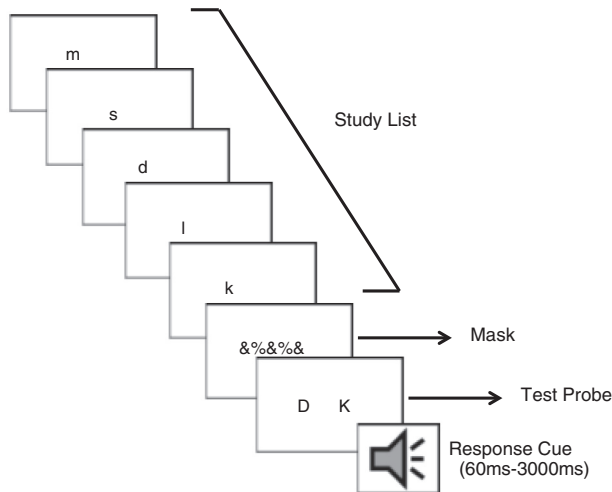 m
s
Study List
d
l
k
&%&%&
Mask
D K
Test Probe
Response Cue
(60ms-3000ms)